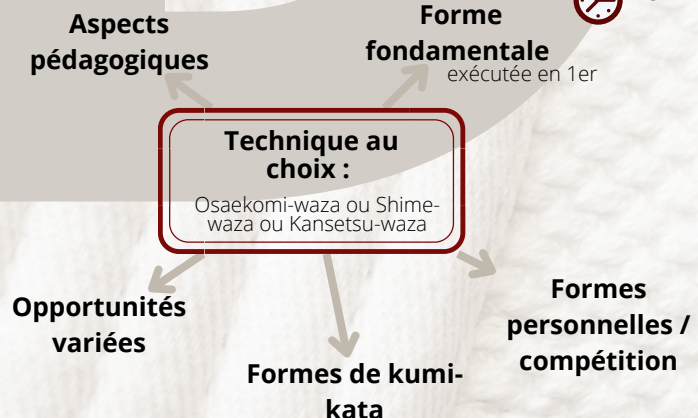 Aspects
pédagogiques
Forme
fondamentale
exécutée en 1er
Technique au
choix :
Osaekomi-waza ou Shime-
waza ou Kansetsu-waza
Opportunités
variées
Formes de kumi-
kata
Formes
personnelles /
compétition